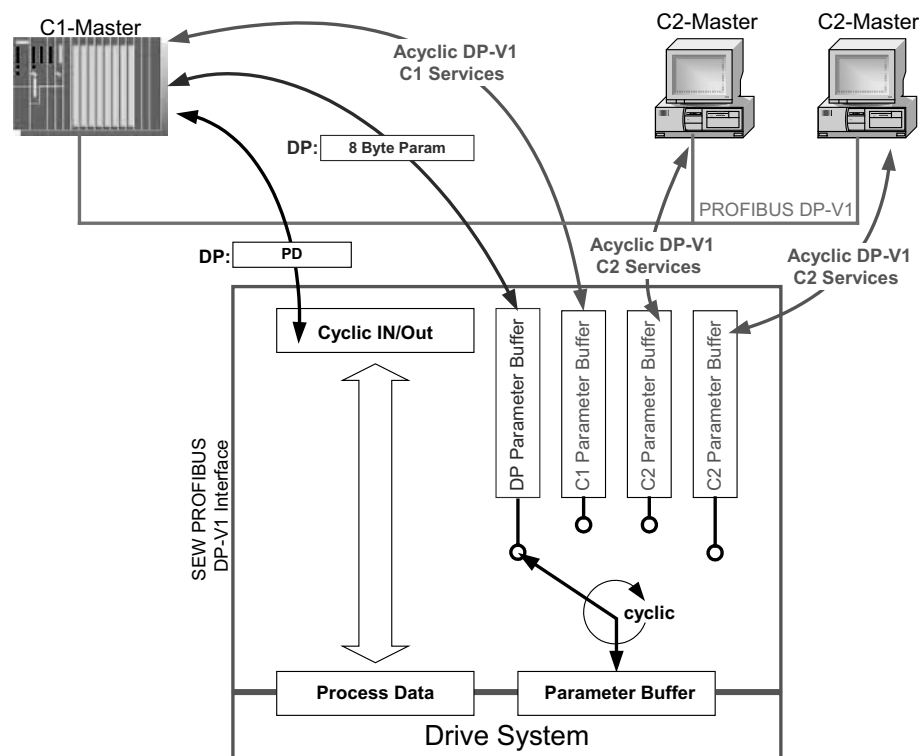 C1-Master
C2-Master
C2-Master
Acyclic DP-V1
C1 Services
DP:
8 Byte Param
PROFIBUS DP-V1
DP:
PD
Acyclic DP-V1
C2 Services
Acyclic DP-V1
C2 Services
Cyclic IN/Out
DP Parameter Buffer
C1 Parameter Buffer
C2 Parameter Buffer
C2 Parameter Buffer
SEW PROFIBUS
DP-V1 Interface
cyclic
Process Data
Parameter Buffer
Drive System